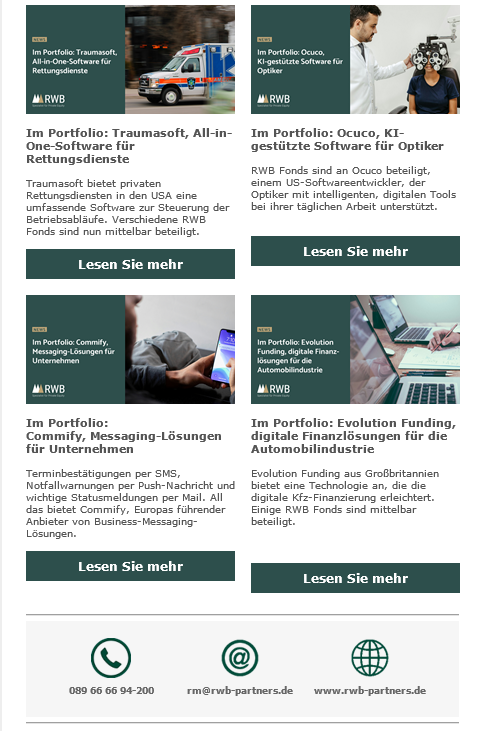 NEWS
Im Portfolio: Traumasoft,
All-in-One-Software für
Rettungsdienste
RWB
Im Portfolio: Traumasoft, All-in-
One-Software für
Rettungsdienste
Traumasoft bietet privaten
Rettungsdiensten in den USA eine
umfassende Software zur Steuerung der
Betriebsabläufe. Verschiedene RWB
Fonds sind nun mittelbar beteiligt.
Lesen Sie mehr
NEWS
Im Portfolio: Ocuco,
KI-gestützte Software für
Optiker
RWB
Im Portfolio: Ocuco, KI-
gestützte Software für Optiker
RWB Fonds sind an Ocuco beteiligt,
einem US-Softwareentwickler, der
Optiker mit intelligenten, digitalen Tools
bei ihrer täglichen Arbeit unterstützt.
Lesen Sie mehr
NEWS
Im Portfolio: Commify,
Messaging-Lösungen für
Unternehmen
RWB
Im Portfolio:
Commify, Messaging-Lösungen
für Unternehmen
Terminbestätigungen per SMS,
Notfallwarnungen per Push-Nachricht und
wichtige Statusmeldungen per Mail. All
das bietet Commify, Europas führender
Anbieter von Business-Messaging-
Lösungen.
Lesen Sie mehr
NEWS
Im Portfolio: Evolution
Funding, digitale Finanz-
lösungen für die
Automobilindustrie
RWB
Im Portfolio: Evolution Funding,
digitale Finanzlösungen für die
Automobilindustrie
Evolution Funding aus Großbritannien
bietet eine Technologie an, die die
digitale Kfz-Finanzierung erleichtert.
Einige RWB Fonds sind mittelbar
beteiligt.
Lesen Sie mehr
089 66 66 94-200
rm@rwb-partners.de
www.rwb-partners.de